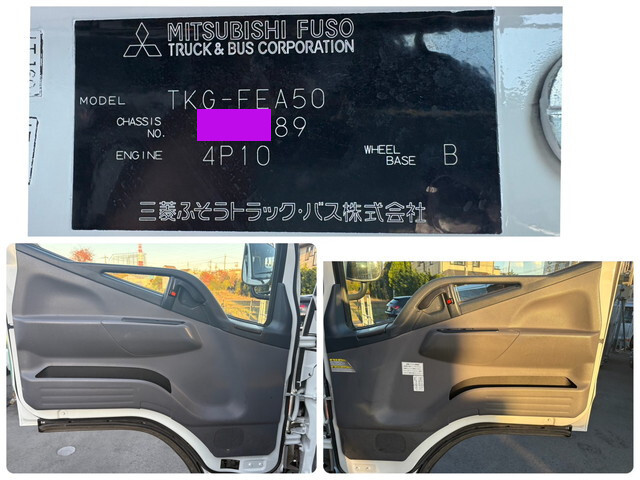 MITSUBISHI FUSO
TRUCK & BUS CORPORATION
MODEL TKG-FEA50
CHASSIS NO. 89
ENGINE 4P10 WHEEL BASE B
三菱ふそうトラック・バス株式会社